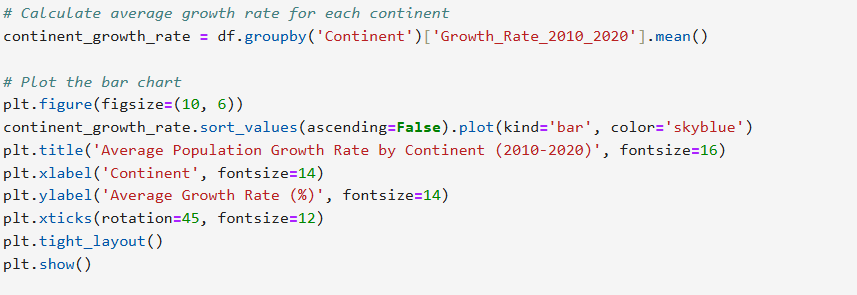 # Calculate average growth rate for each continent
continent_growth_rate = df.groupby('Continent')['Growth_Rate_2010_2020'].mean()
# Plot the bar chart
plt.figure(figsize=(10, 6))
continent_growth_rate.sort_values(ascending=False).plot(kind='bar', color='skyblue')
plt.title('Average Population Growth Rate by Continent (2010-2020)', fontsize=16)
plt.xlabel('Continent', fontsize=14)
plt.ylabel('Average Growth Rate (%)', fontsize=14)
plt.xticks(rotation=45, fontsize=12)
plt.tight_layout()
plt.show()